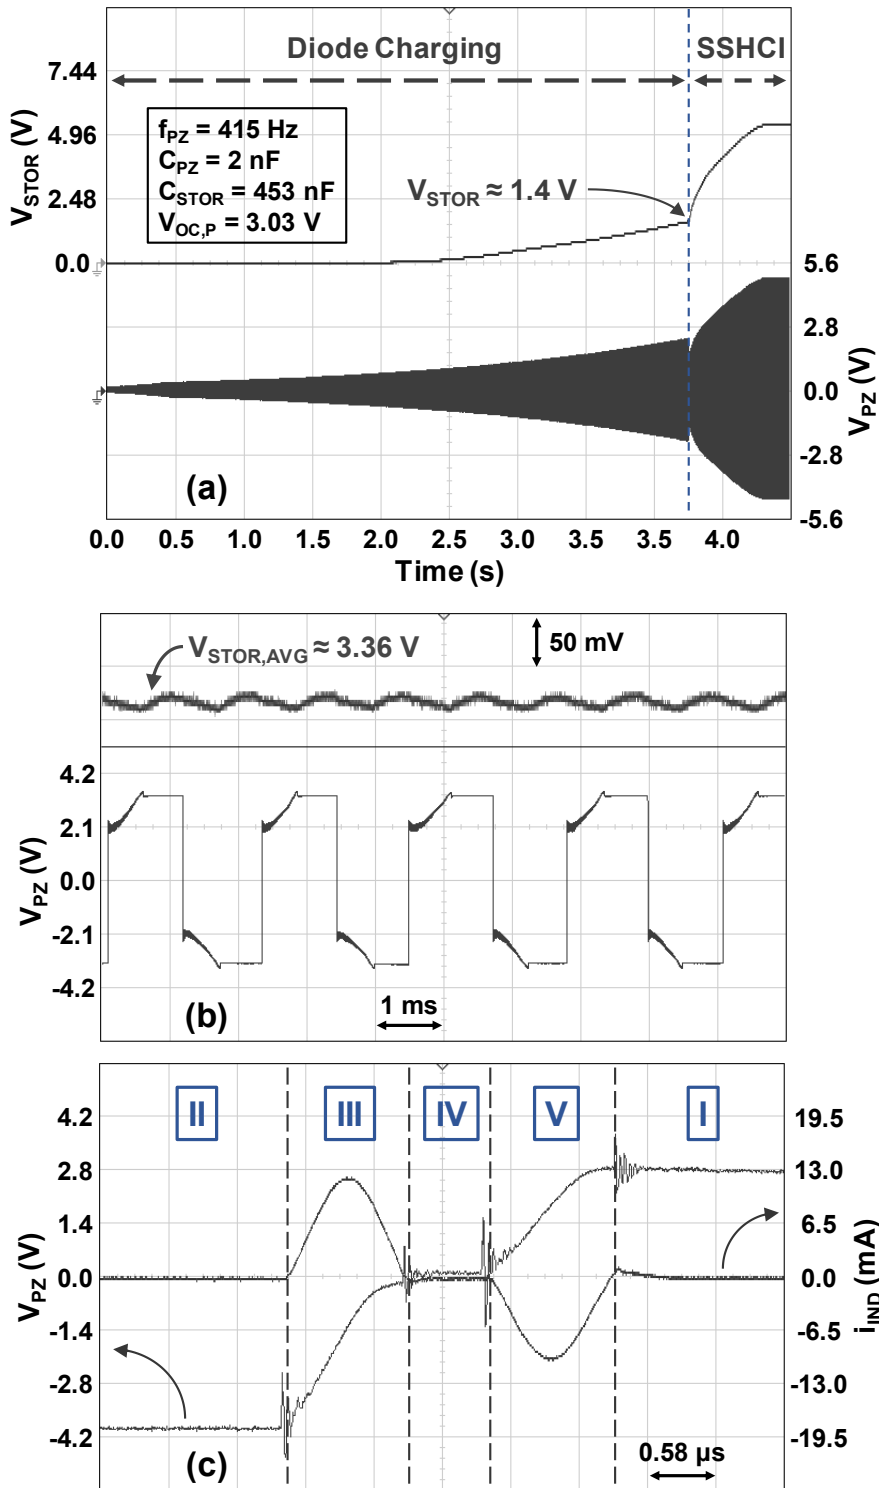 Diode Charging
SSHCI
7.44
4.96
2.48
0.0
V_STOR (V)
f_PZ = 415 Hz
C_PZ = 2 nF
C_STOR = 453 nF
V_OC,P = 3.03 V
V_STOR ≈ 1.4 V
5.6
2.8
0.0
-2.8
-5.6
V_PZ (V)
(a)
0.0 0.5 1.0 1.5 2.0 2.5 3.0 3.5 4.0
Time (s)
V_STOR,AVG ≈ 3.36 V
50 mV
4.2
2.1
0.0
-2.1
-4.2
V_PZ (V)
1 ms
(b)
II III IV V I
4.2
2.8
1.4
0.0
-1.4
-2.8
-4.2
V_PZ (V)
19.5
13.0
6.5
0.0
-6.5
-13.0
-19.5
i_IND (mA)
0.58 µs
(c)